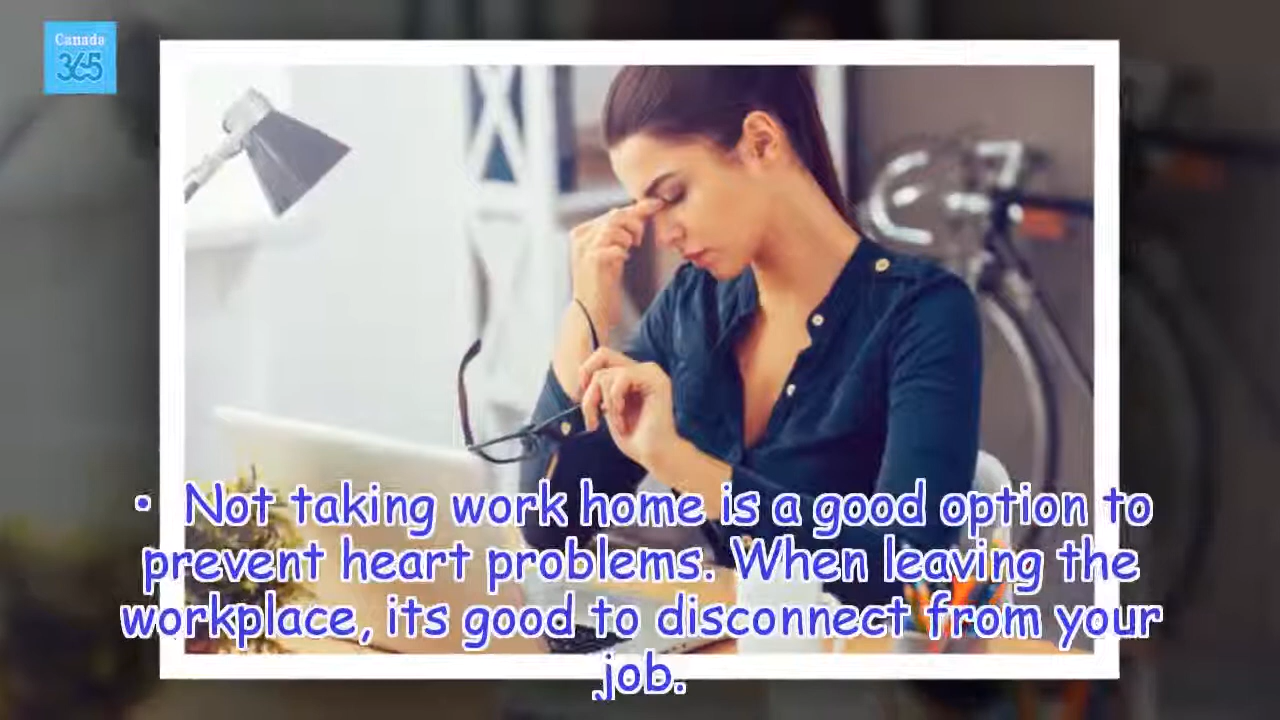 Canada
365
• Not taking work home is a good option to
prevent heart problems. When leaving the
workplace, its good to disconnect from your
job.